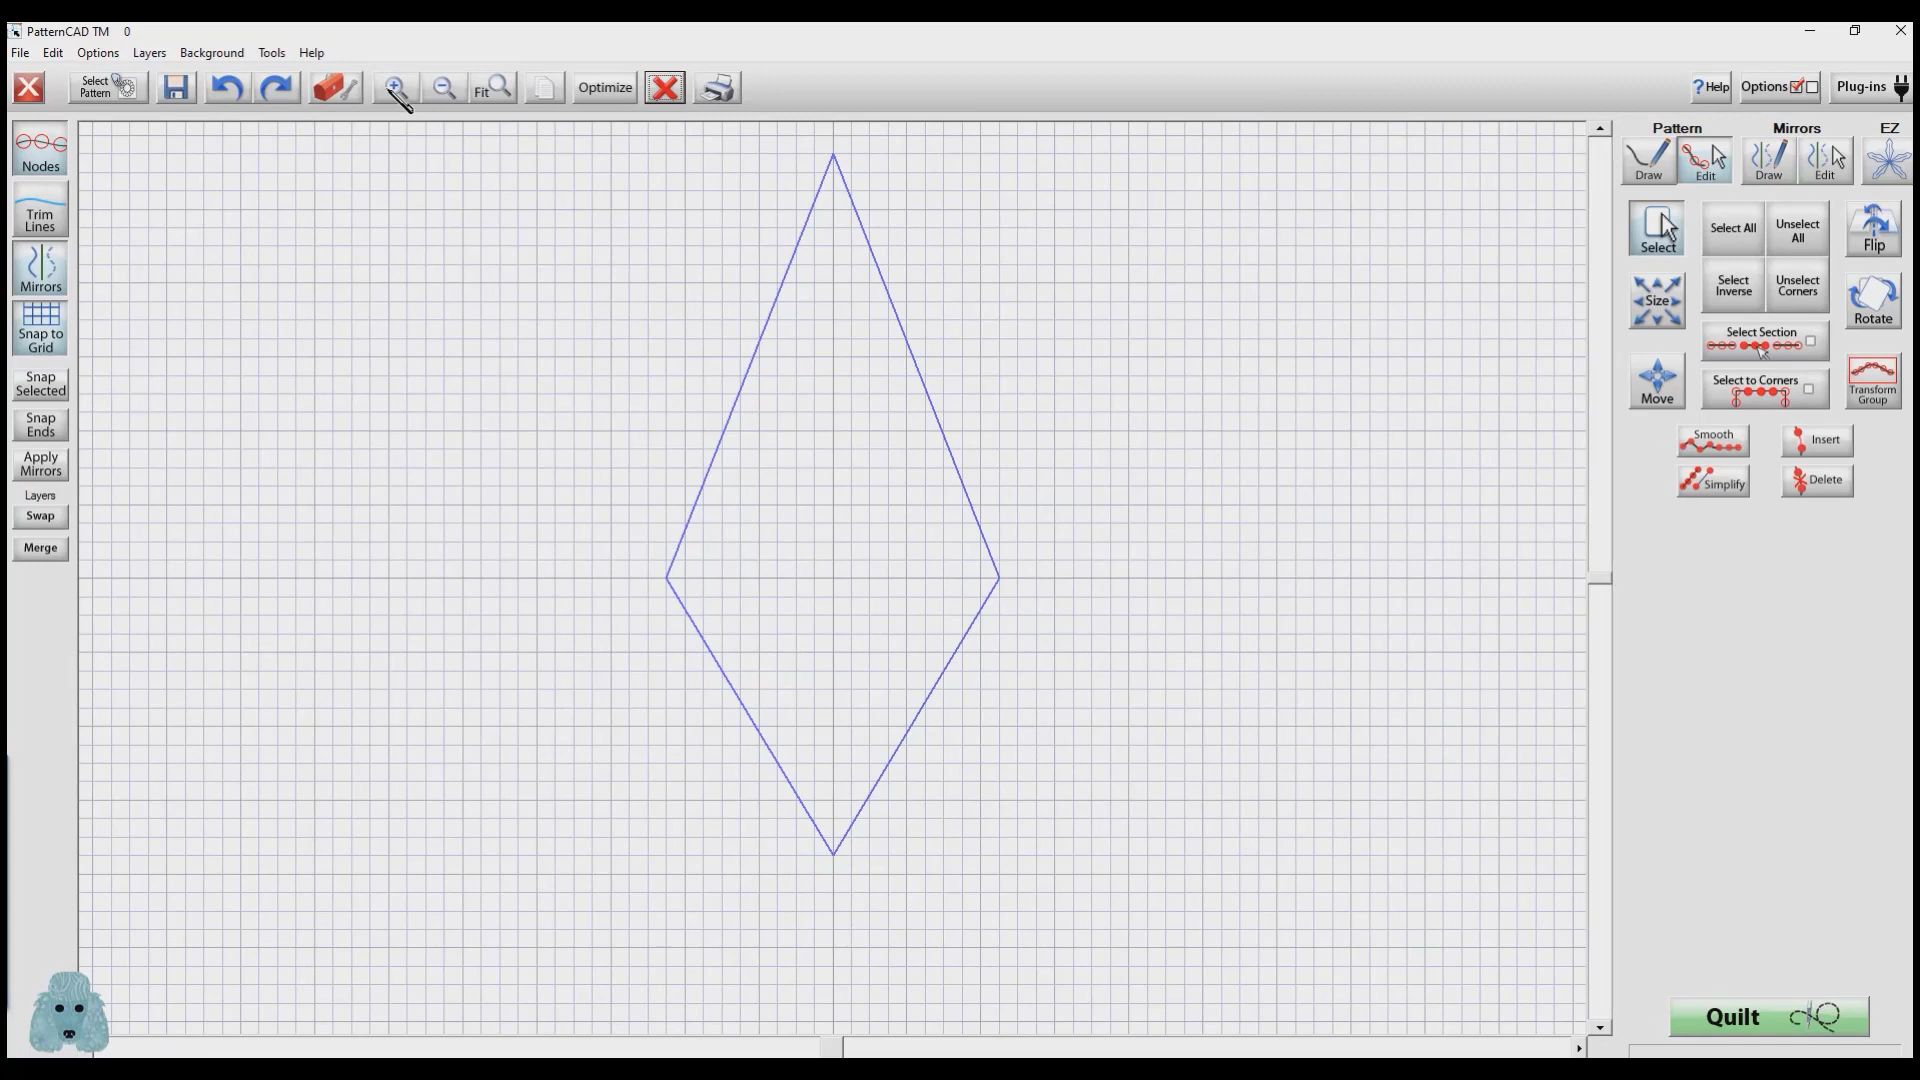 PatternCAD TM 0
File Edit Options Layers Background Tools Help
Select Pattern
Fit
Optimize
? Help
Options
Plug-ins
Pattern Mirrors EZ
Nodes
Draw
Edit
Draw
Edit
Trim Lines
Mirrors
Snap to Grid
Snap Selected
Snap Ends
Apply Mirrors
Layers
Swap
Merge
Select
Select All
Unselect All
Flip
Size
Select Inverse
Unselect Corners
Rotate
Select Section
Move
Select to Corners
Transform Group
Smooth
Insert
Simplify
Delete
Quilt